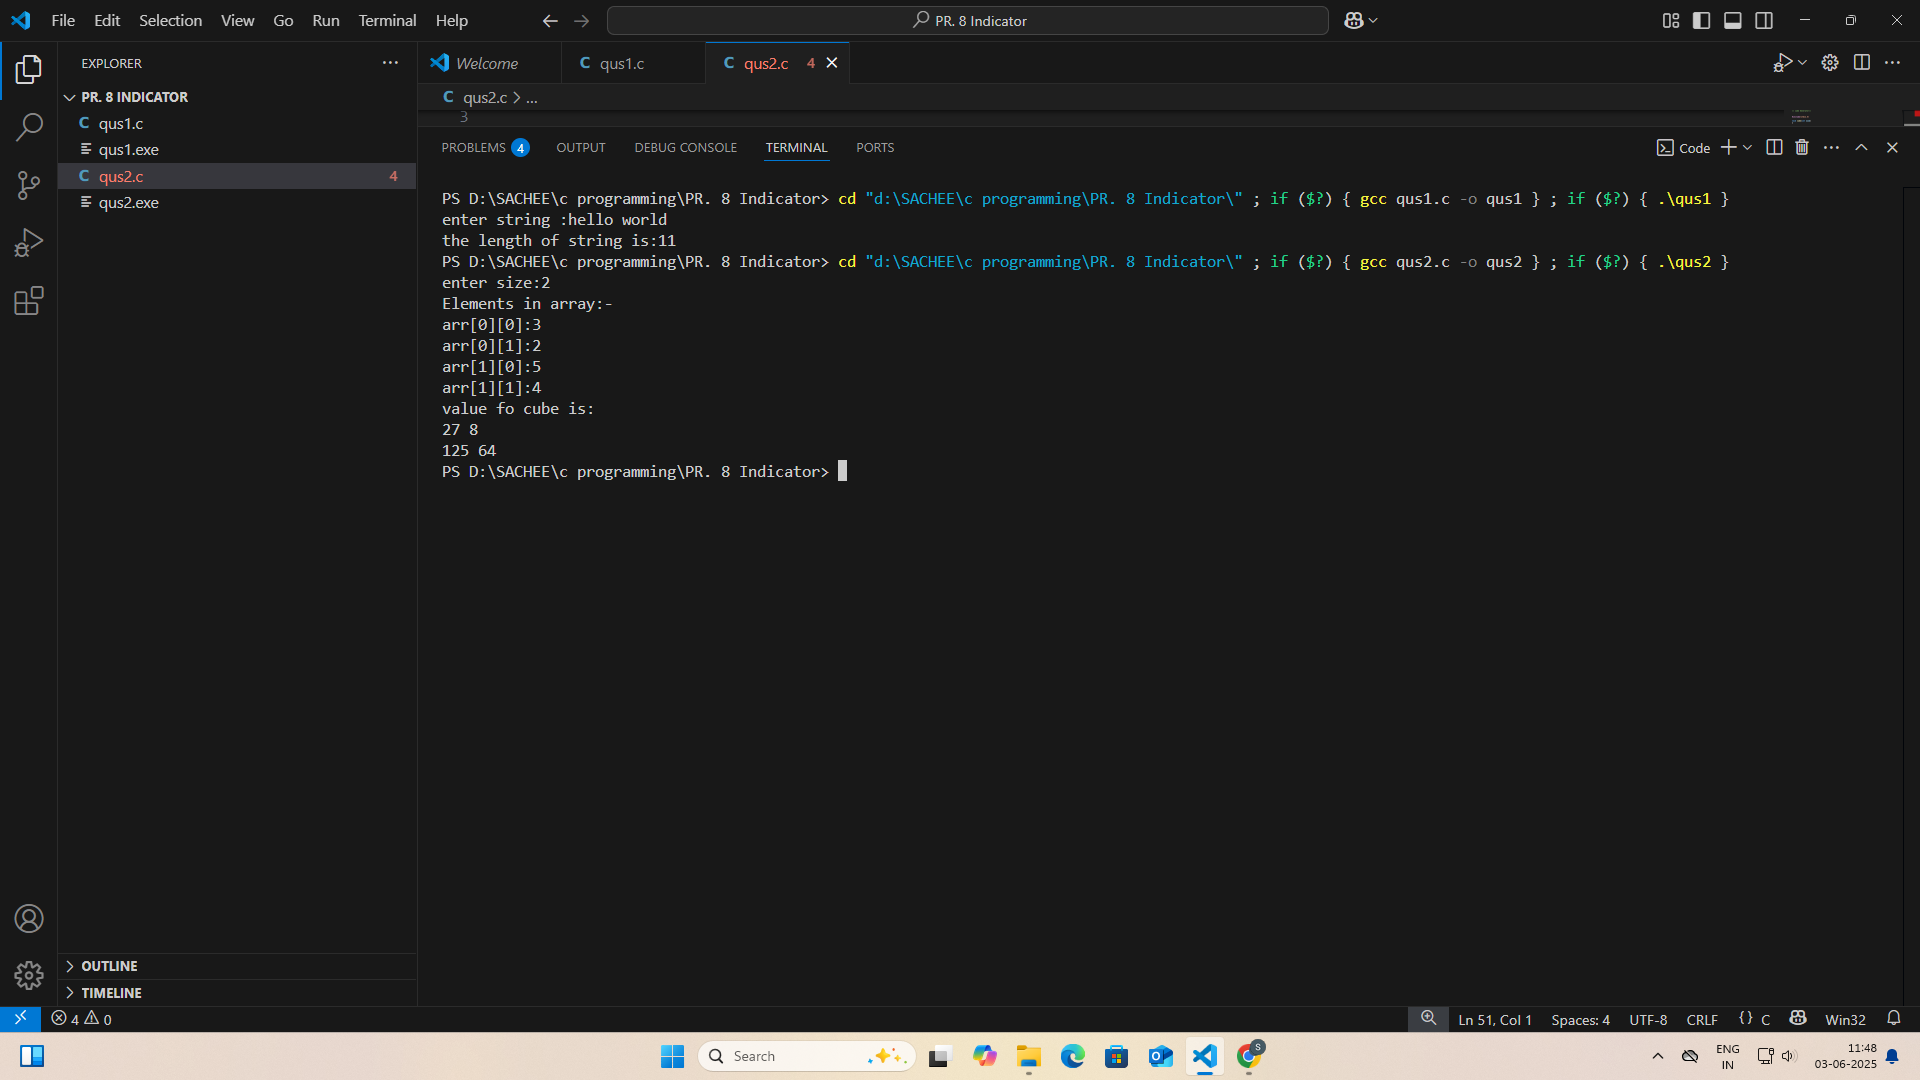 File Edit Selection View Go Run Terminal Help
PR. 8 Indicator
EXPLORER
PR. 8 INDICATOR
C qus1.c
qus1.exe
C qus2.c 4
qus2.exe
OUTLINE
TIMELINE
Welcome
C qus1.c
C qus2.c 4
C qus2.c > ...
3
PROBLEMS 4 OUTPUT DEBUG CONSOLE TERMINAL PORTS
Code
PS D:\SACHEE\c programming\PR. 8 Indicator> cd "d:\SACHEE\c programming\PR. 8 Indicator\" ; if ($?) { gcc qus1.c -o qus1 } ; if ($?) { .\qus1 }
enter string :hello world
the length of string is:11
PS D:\SACHEE\c programming\PR. 8 Indicator> cd "d:\SACHEE\c programming\PR. 8 Indicator\" ; if ($?) { gcc qus2.c -o qus2 } ; if ($?) { .\qus2 }
enter size:2
Elements in array:-
arr[0][0]:3
arr[0][1]:2
arr[1][0]:5
arr[1][1]:4
value fo cube is:
27 8
125 64
PS D:\SACHEE\c programming\PR. 8 Indicator>
4 0
Ln 51, Col 1 Spaces: 4 UTF-8 CRLF {} C Win32
Search
S
ENG
IN
11:48
03-06-2025